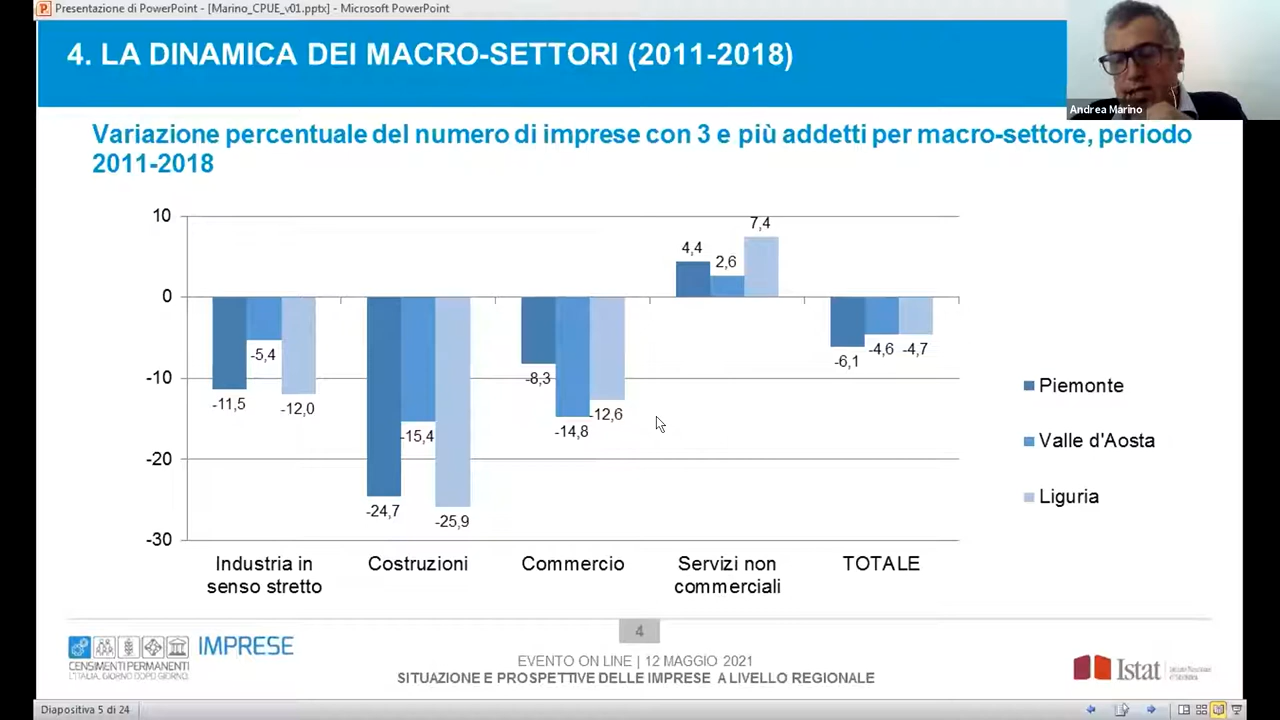 Presentazione di PowerPoint - [Marino_CPUE_v01.pptx] - Microsoft PowerPoint
4. LA DINAMICA DEI MACRO-SETTORI (2011-2018)
Andrea Marino
Variazione percentuale del numero di imprese con 3 e più addetti per macro-settore, periodo
2011-2018
10
0
-10
-20
-30
-11,5
-5,4
-12,0
-24,7
-15,4
-25,9
-8,3
-14,8
-12,6
4,4
2,6
7,4
-6,1
-4,6
-4,7
Piemonte
Valle d'Aosta
Liguria
Industria in
senso stretto
Costruzioni
Commercio
Servizi non
commerciali
TOTALE
4
CENSIMENTI PERMANENTI
L'ITALIA, GIORNO DOPO GIORNO.
IMPRESE
EVENTO ON LINE | 12 MAGGIO 2021
SITUAZIONE E PROSPETTIVE DELLE IMPRESE A LIVELLO REGIONALE
Istat
Diapositiva 5 di 24